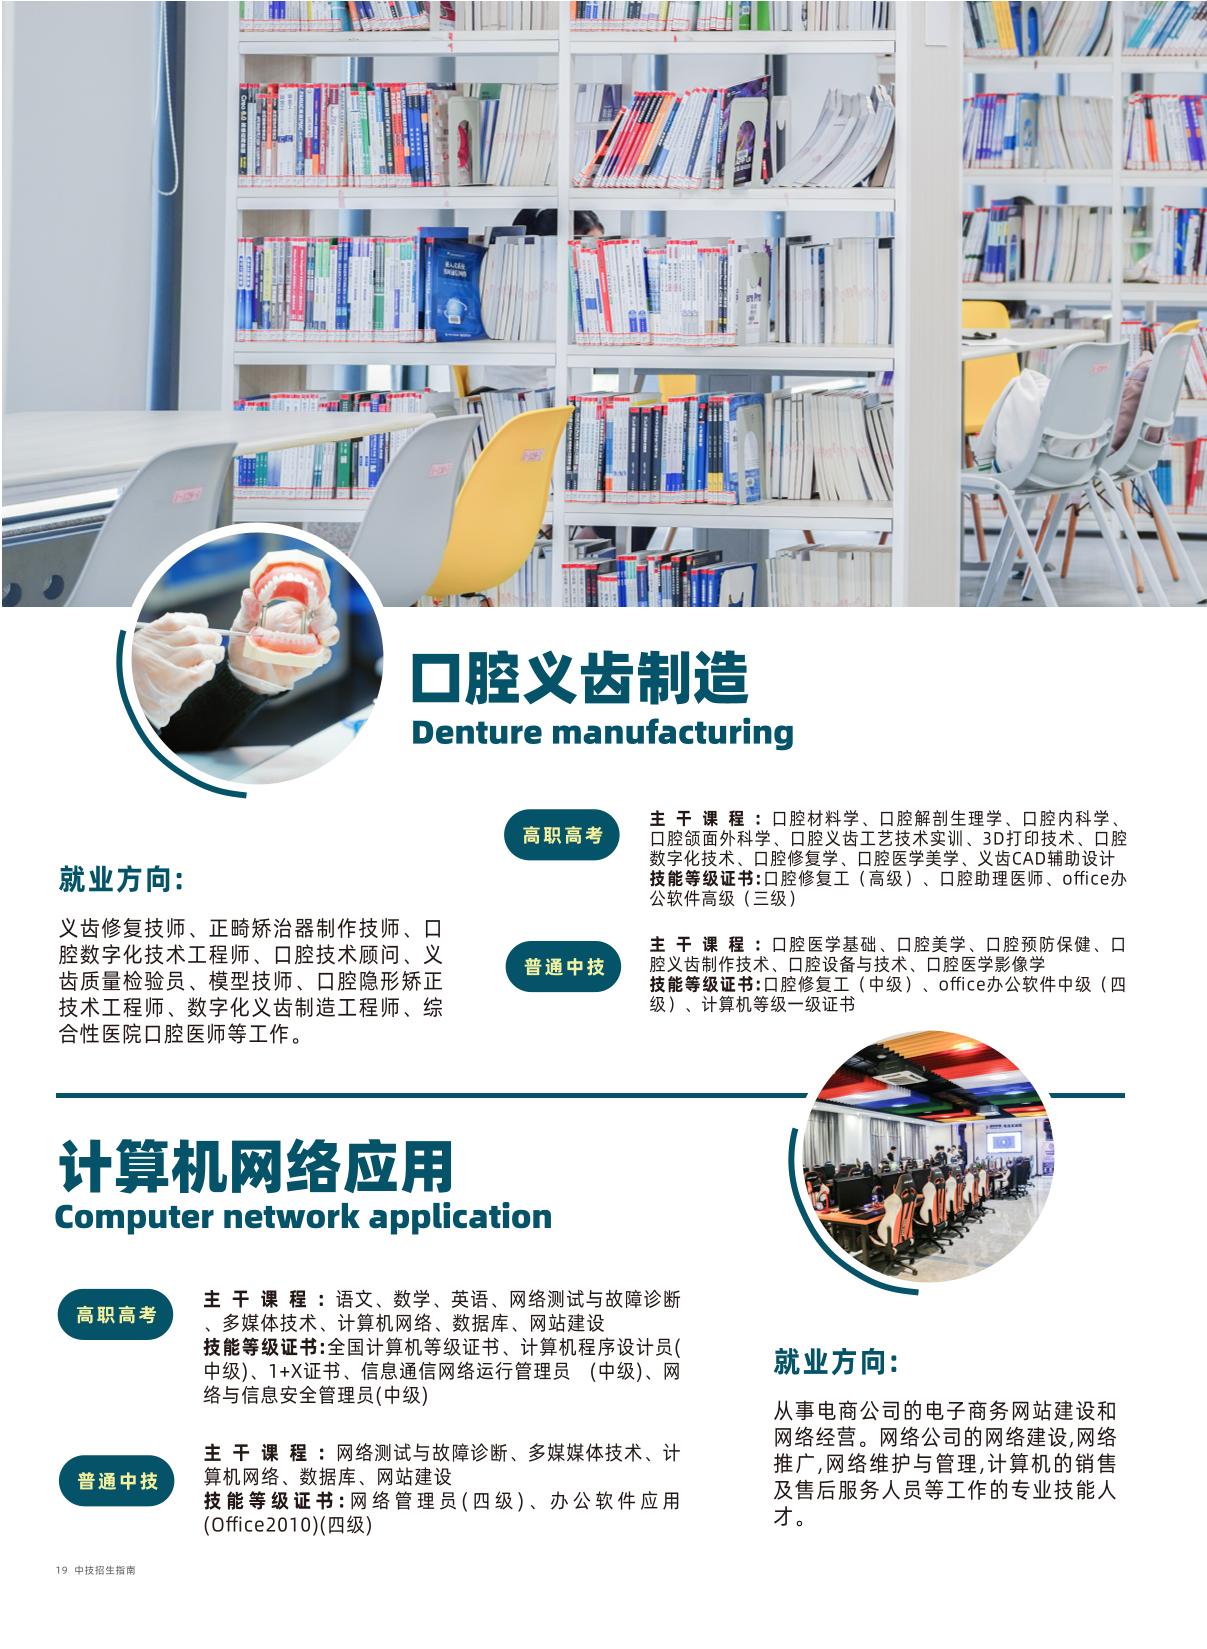 口腔义齿制造
Denture manufacturing
就业方向:
义齿修复技师、正畸矫治器制作技师、口
腔数字化技术工程师、口腔技术顾问、义
齿质量检验员、模型技师、口腔隐形矫正
技术工程师、数字化义齿制造工程师、综
合性医院口腔医师等工作。
高职高考
主干课程：口腔材料学、口腔解剖生理学、口腔内科学、
口腔颌面外科学、口腔义齿工艺技术实训、3D打印技术、口腔
数字化技术、口腔修复学、口腔医学美学、义齿CAD辅助设计
技能等级证书:口腔修复工（高级）、口腔助理医师、office办
公软件高级（三级）
普通中技
主干课程：口腔医学基础、口腔美学、口腔预防保健、口
腔义齿制作技术、口腔设备与技术、口腔医学影像学
技能等级证书:口腔修复工（中级）、office办公软件中级（四
级）、计算机等级一级证书
计算机网络应用
Computer network application
高职高考
主干课程：语文、数学、英语、网络测试与故障诊断
、多媒体技术、计算机网络、数据库、网站建设
技能等级证书:全国计算机等级证书、计算机程序设计员(
中级)、1+X证书、信息通信网络运行管理员 (中级)、网
络与信息安全管理员(中级)
普通中技
主干课程：网络测试与故障诊断、多媒媒体技术、计
算机网络、数据库、网站建设
技能等级证书:网络管理员(四级)、办公软件应用
(Office2010)(四级)
就业方向:
从事电商公司的电子商务网站建设和
网络经营。网络公司的网络建设,网络
推广,网络维护与管理,计算机的销售
及售后服务人员等工作的专业技能人
才。
19 中技招生指南